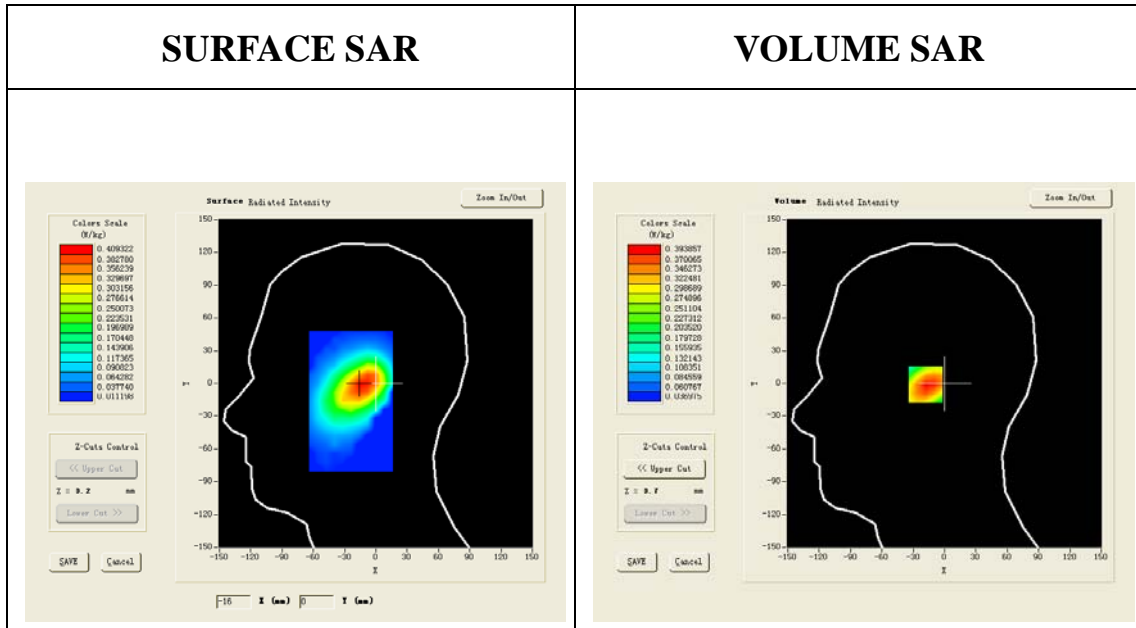 SURFACE SAR
Surface Radiated Intensity
Zoom In/Out
Colors Scale
(W/kg)
0.409322
0.382780
0.356239
0.329697
0.303156
0.276614
0.250073
0.223531
0.196989
0.170448
0.143906
0.117365
0.090823
0.064282
0.037740
0.011198
Z-Cuts Control
<< Upper Cut
Z = mm
Lower Cut >>
SAVE Cancel
150
120
90
60
30
0
-30
-60
-90
-120
-150
Y
-150 -120 -90 -60 -30 0 30 60 90 120 150
X
-16 X (mm) 0 Y (mm)
VOLUME SAR
Volume Radiated Intensity
Zoom In/Out
Colors Scale
(W/kg)
0.393857
0.370065
0.346273
0.322481
0.298689
0.274896
0.251104
0.227312
0.203520
0.179728
0.155935
0.132143
0.108351
0.084559
0.060767
0.036975
Z-Cuts Control
<< Upper Cut
Z = mm
Lower Cut >>
SAVE Cancel
150
120
90
60
30
0
-30
-60
-90
-120
-150
Y
-150 -120 -90 -60 -30 0 30 60 90 120 150
X